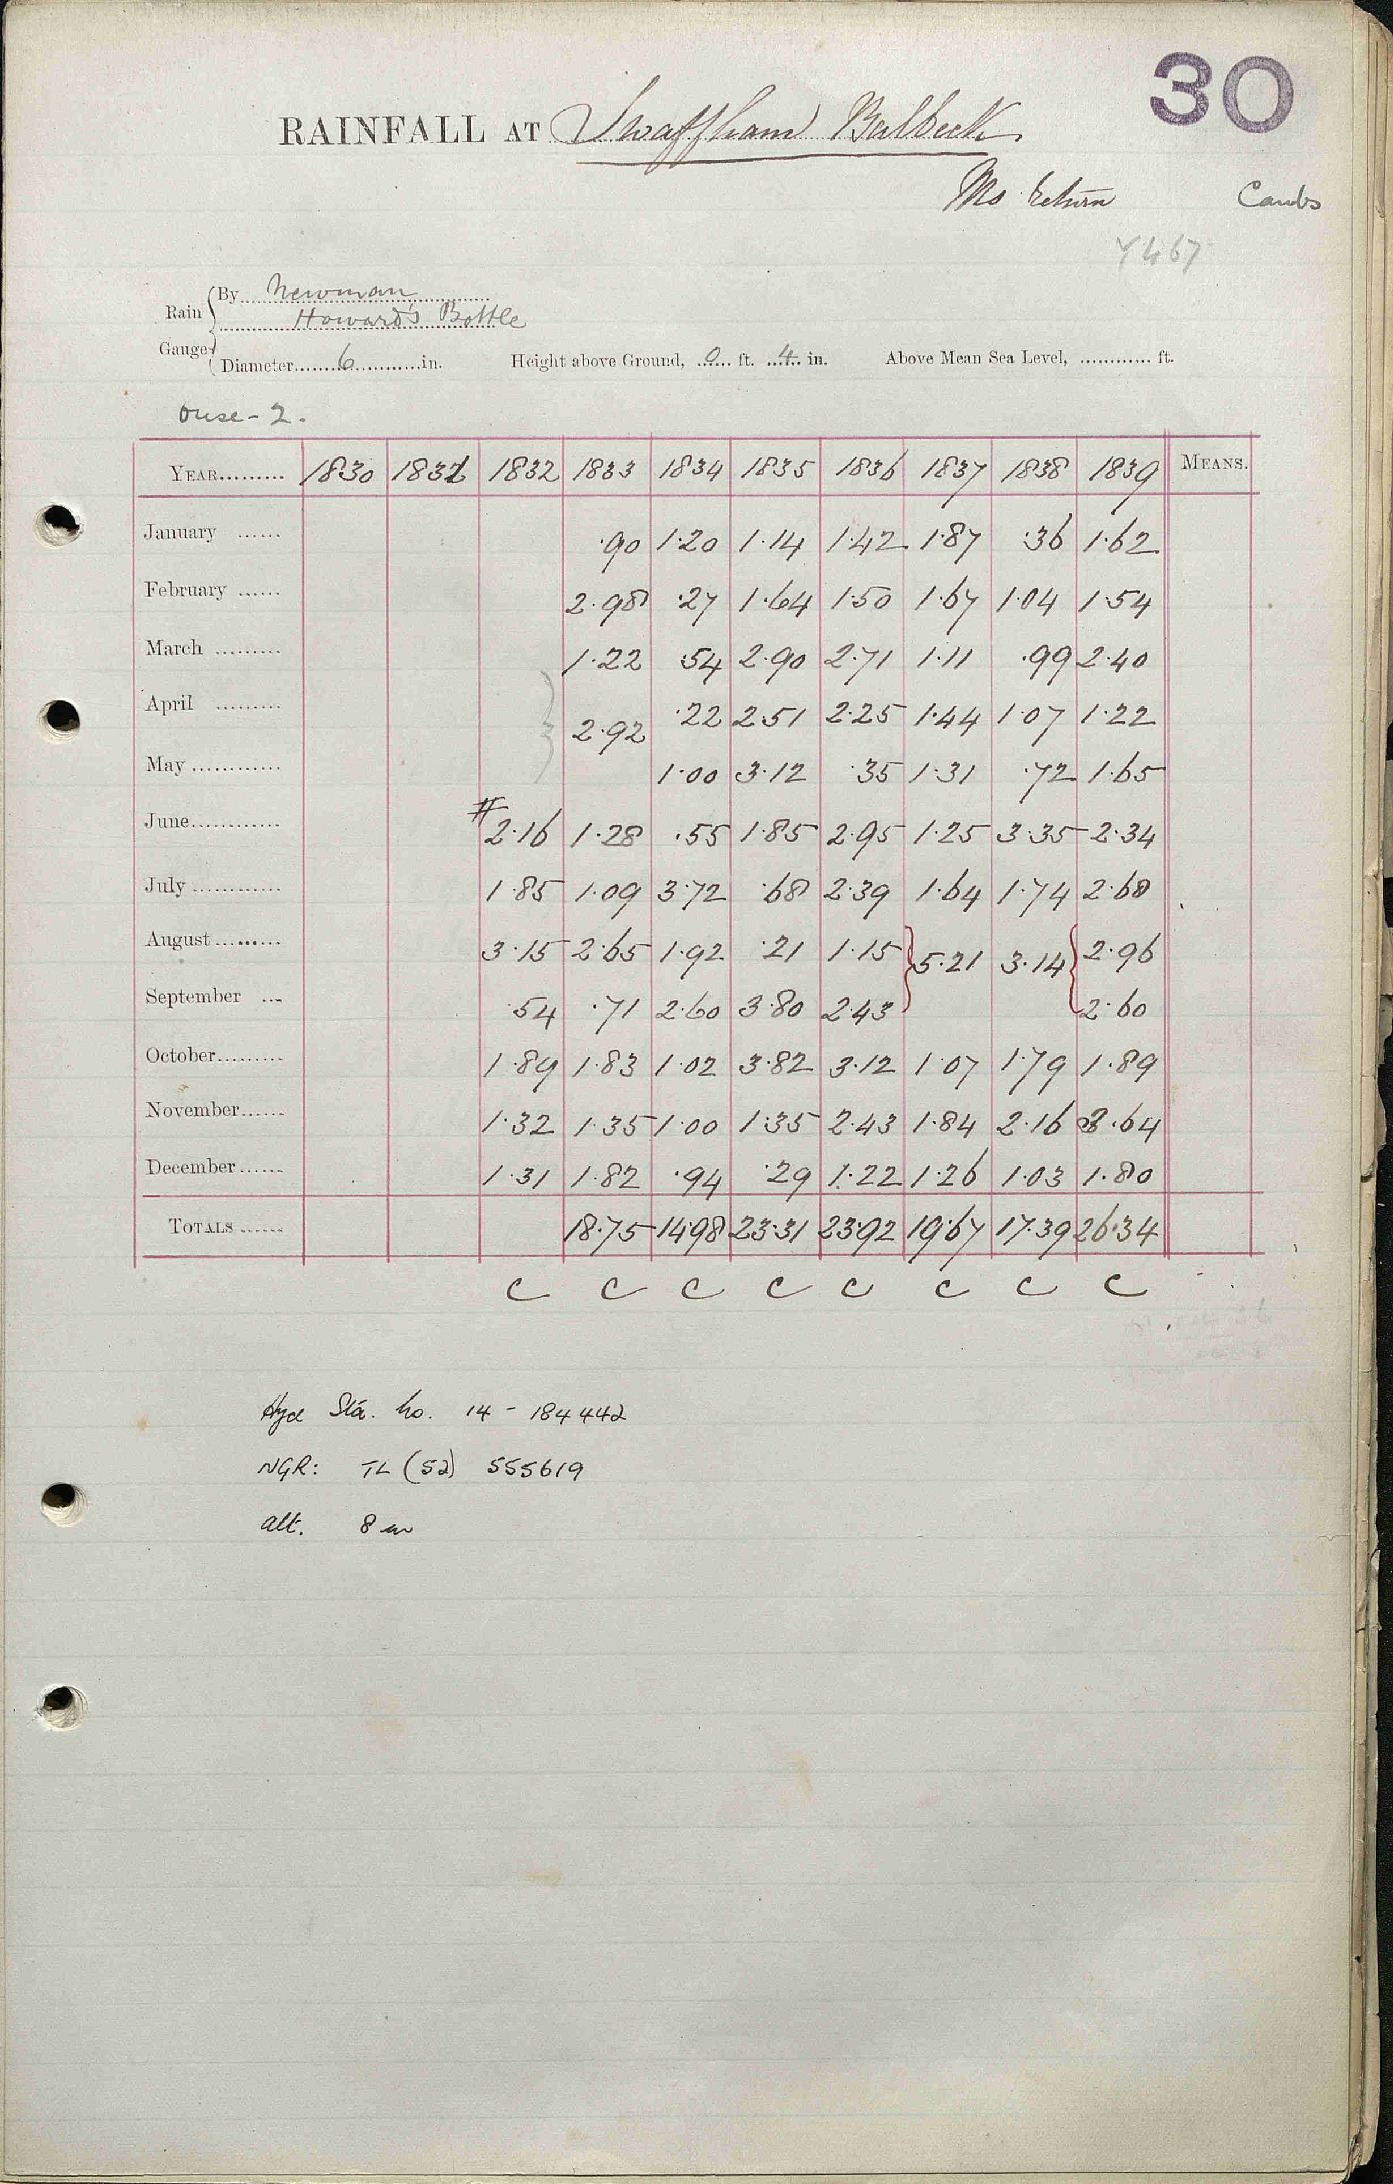 30
RAINFALL AT Swaffham Bulbeck
Ms return Cambs
Rain Gauge By Newman
Howard's Bottle
Diameter 6 in. Height above Ground, 0 ft. 4 in. Above Mean Sea Level, ............ ft.
Ouse-2.
YEAR 1830 1831 1832 1833 1834 1835 1836 1837 1838 1839 MEANS.
January .90 1.20 1.14 1.42 1.87 .36 1.62
February 2.98 .27 1.64 1.50 1.67 1.04 1.54
March 1.22 .54 2.90 2.71 1.11 .99 2.40
April 2.92 .22 2.51 2.25 1.44 1.07 1.22
May 1.00 3.12 .35 1.31 .72 1.65
June # 2.16 1.28 .55 1.85 2.95 1.25 3.35 2.34
July 1.85 1.09 3.72 .68 2.39 1.64 1.74 2.68
August 3.15 2.65 1.92 .21 1.15 5.21 3.14 2.96
September .54 .71 2.60 3.80 2.43 2.60
October 1.89 1.83 1.02 3.82 3.12 1.07 1.79 1.89
November 1.32 1.35 1.00 1.35 2.43 1.84 2.16 3.64
December 1.31 1.82 .94 .29 1.22 1.26 1.03 1.80
TOTALS 18.75 14.98 23.31 23.92 19.67 17.39 26.34
C C C C C C C C
Hyd Sta. No. 14 - 184442
NGR: TL (52) 555619
alt. 8 m